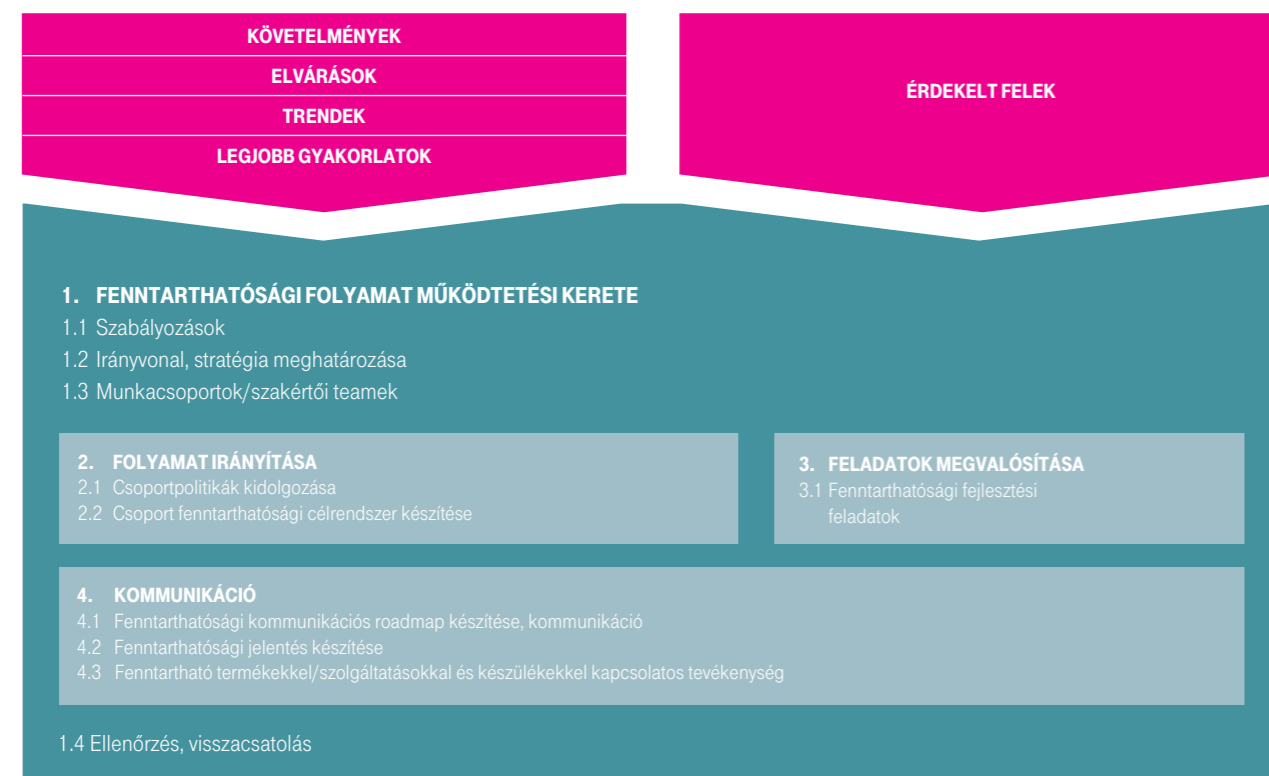 KÖVETELMÉNYEK
ELVÁRÁSOK
TRENDEK
LEGJOBB GYAKORLATOK
ÉRDEKELT FELEK
1. FENNTARTHATÓSÁGI FOLYAMAT MŰKÖDTETÉSI KERETE
1.1 Szabályozások
1.2 Irányvonal, stratégia meghatározása
1.3 Munkacsoportok/szakértői teamek
2. FOLYAMAT IRÁNYÍTÁSA
2.1 Csoportpolitikák kidolgozása
2.2 Csoport fenntarthatósági célrendszer készítése
3. FELADATOK MEGVALÓSÍTÁSA
3.1 Fenntarthatósági fejlesztési
feladatok
4. KOMMUNIKÁCIÓ
4.1 Fenntarthatósági kommunikációs roadmap készítése, kommunikáció
4.2 Fenntarthatósági jelentés készítése
4.3 Fenntartható termékekkel/szolgáltatásokkal és készülékekkel kapcsolatos tevékenység
1.4 Ellenőrzés, visszacsatolás